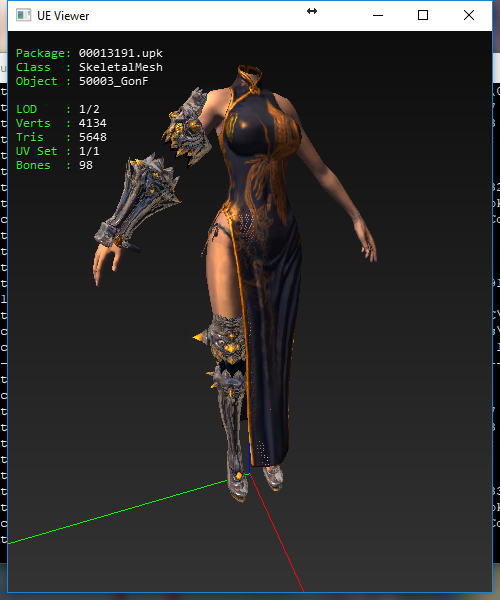 UE Viewer
Package: 00013191.upk
Class  : SkeletalMesh
Object : 50003_GonF
LOD    : 1/2
Verts  : 4134
Tris   : 5648
UV Set : 1/1
Bones  : 98